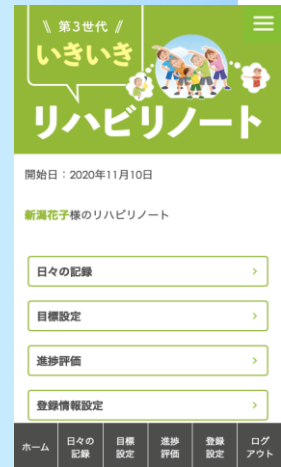 第3世代
いきいき
リハビリノート
開始日：2020年11月10日
新潟花子様のリハビリノート
日々の記録
目標設定
進捗評価
登録情報設定
ホーム
日々の
記録
目標
設定
進捗
評価
登録
設定
ログ
アウト